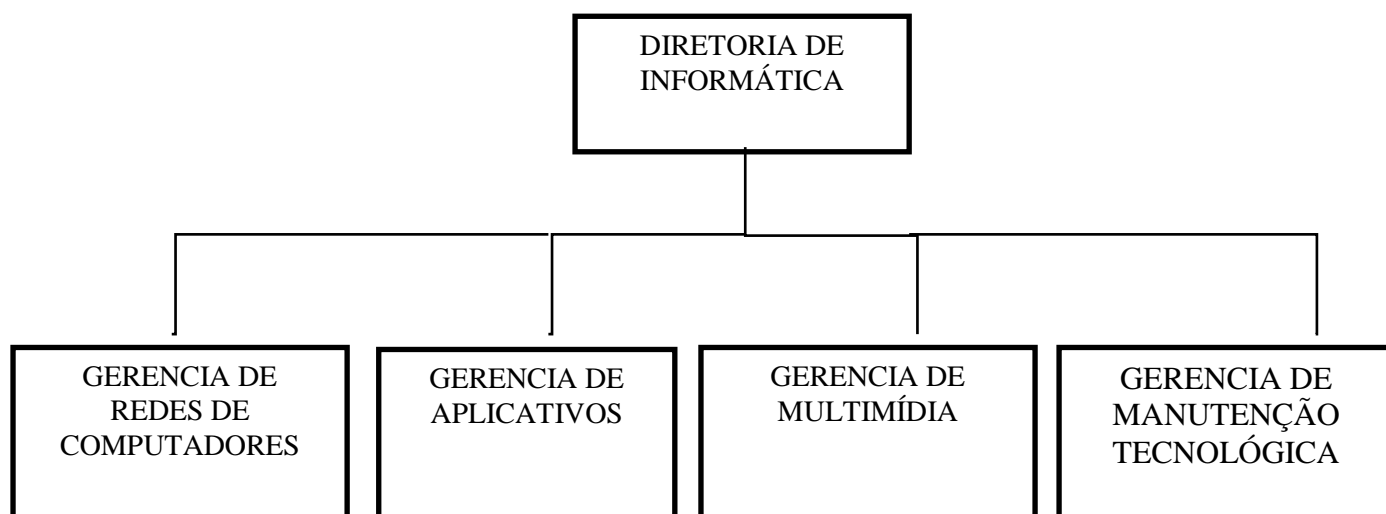 DIRETORIA DE
INFORMÁTICA
GERENCIA DE
REDES DE
COMPUTADORES
GERENCIA DE
APLICATIVOS
GERENCIA DE
MULTIMÍDIA
GERENCIA DE
MANUTENÇÃO
TECNOLÓGICA